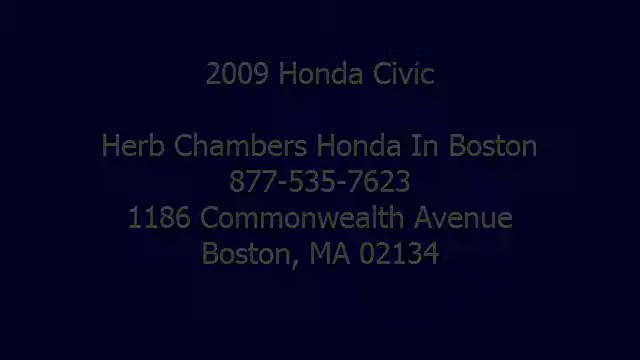 2009 Honda Civic
Herb Chambers Honda In Boston
877-535-7623
1186 Commonwealth Avenue
Boston, MA 02134